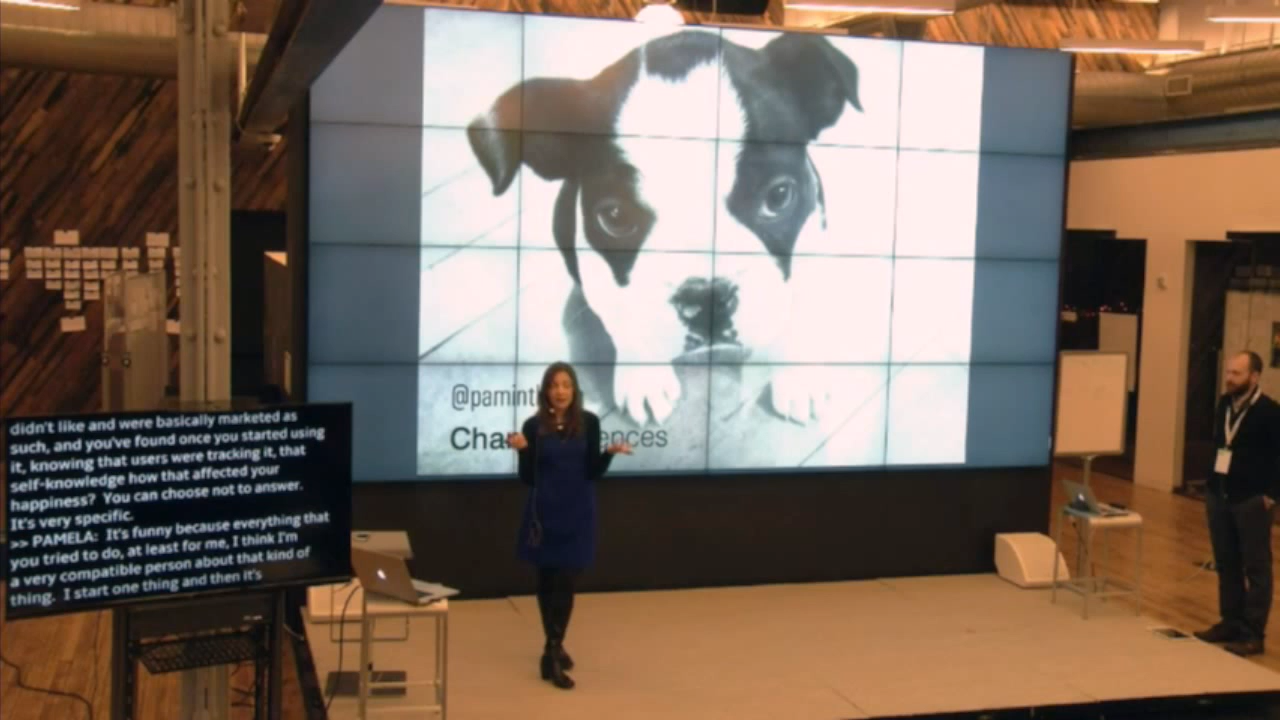 @pamint
Cha
ences
didn't like and were basically marketed as
such, and you've found once you started using
it, knowing that users were tracking it, that
self-knowledge how that affected your
happiness? You can choose not to answer.
It's very specific.
>> PAMELA: It's funny because everything that
you tried to do, at least for me, I think I'm
a very compatible person about that kind of
thing. I start one thing and then it's